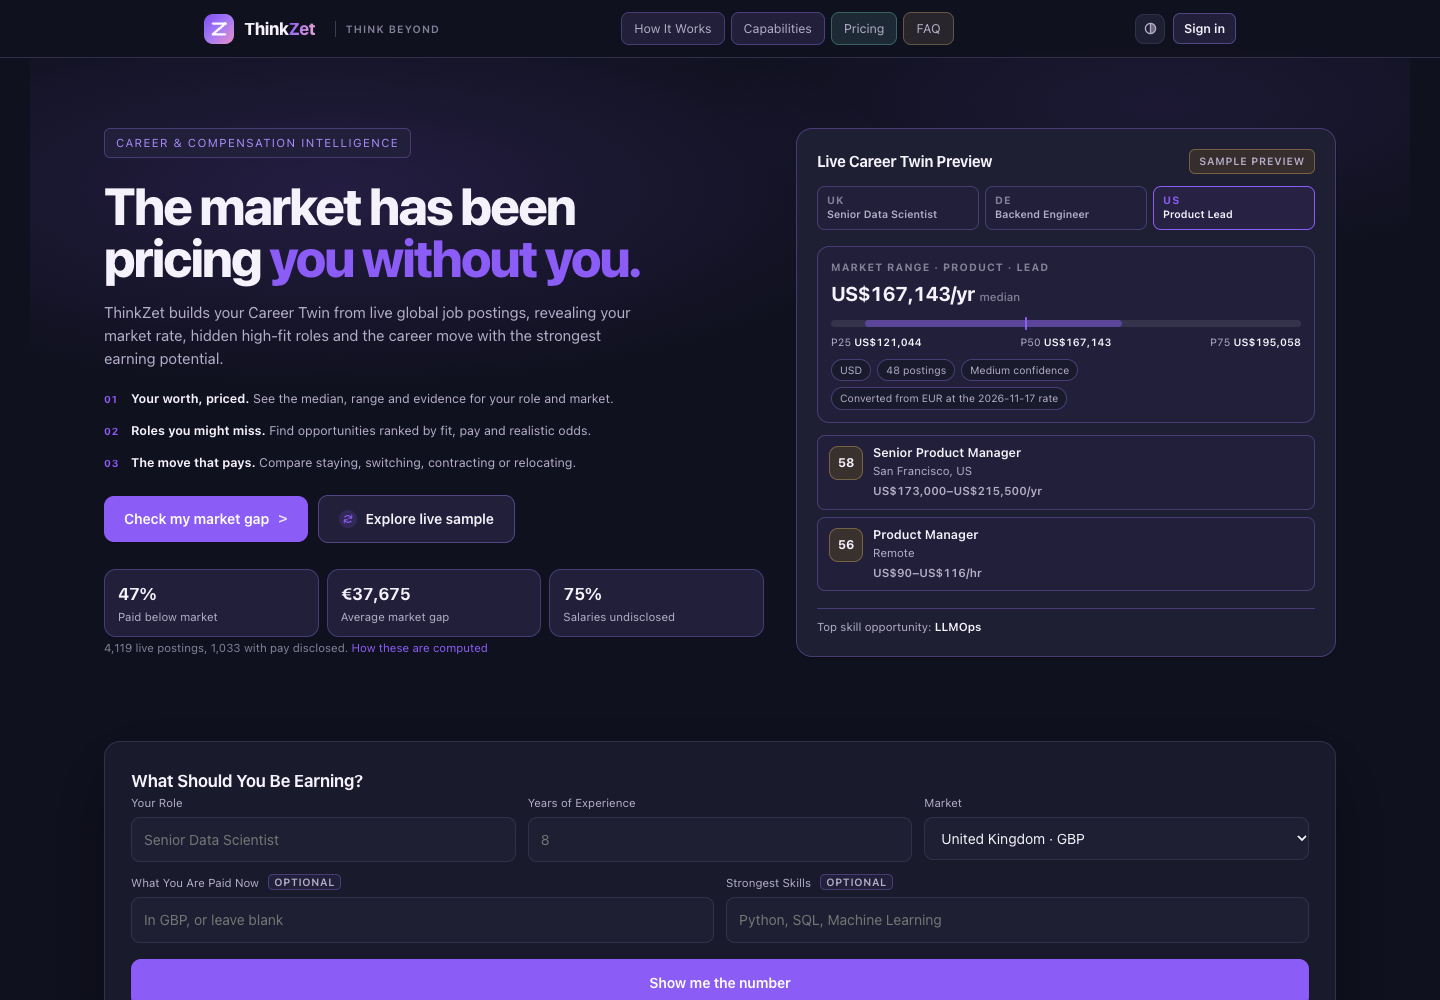 ThinkZet
THINK BEYOND
How It Works
Capabilities
Pricing
FAQ
Sign in
CAREER & COMPENSATION INTELLIGENCE
The market has been
pricing you without you.
ThinkZet builds your Career Twin from live global job postings, revealing your
market rate, hidden high-fit roles and the career move with the strongest
earning potential.
01 Your worth, priced. See the median, range and evidence for your role and market.
02 Roles you might miss. Find opportunities ranked by fit, pay and realistic odds.
03 The move that pays. Compare staying, switching, contracting or relocating.
Check my market gap >
Explore live sample
47%
Paid below market
€37,675
Average market gap
75%
Salaries undisclosed
4,119 live postings, 1,033 with pay disclosed. How these are computed
Live Career Twin Preview
SAMPLE PREVIEW
UK
Senior Data Scientist
DE
Backend Engineer
US
Product Lead
MARKET RANGE · PRODUCT · LEAD
US$167,143/yr median
P25 US$121,044
P50 US$167,143
P75 US$195,058
USD
48 postings
Medium confidence
Converted from EUR at the 2026-11-17 rate
58
Senior Product Manager
San Francisco, US
US$173,000–US$215,500/yr
56
Product Manager
Remote
US$90–US$116/hr
Top skill opportunity: LLMOps
What Should You Be Earning?
Your Role
Senior Data Scientist
Years of Experience
8
Market
United Kingdom · GBP
What You Are Paid Now OPTIONAL
In GBP, or leave blank
Strongest Skills OPTIONAL
Python, SQL, Machine Learning
Show me the number